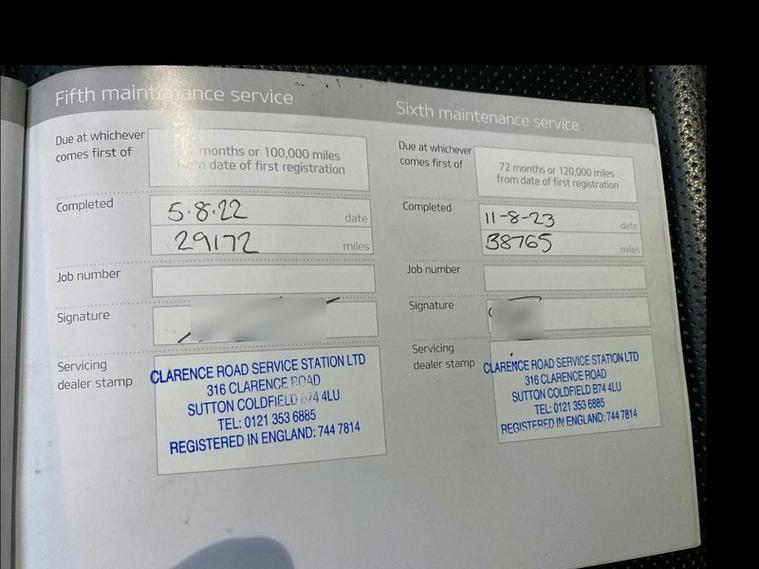 Fifth maintenance service
Due at whichever
comes first of
months or 100,000 miles
from date of first registration
Completed
5.8.22 date
29172 miles
Job number
Signature
Servicing
dealer stamp
CLARENCE ROAD SERVICE STATION LTD
316 CLARENCE ROAD
SUTTON COLDFIELD B74 4LU
TEL: 0121 353 6885
REGISTERED IN ENGLAND: 744 7814
Sixth maintenance service
Due at whichever
comes first of
72 months or 120,000 miles
from date of first registration
Completed
11-8-23 date
38765 miles
Job number
Signature
Servicing
dealer stamp
CLARENCE ROAD SERVICE STATION LTD
316 CLARENCE ROAD
SUTTON COLDFIELD B74 4LU
TEL: 0121 353 6885
REGISTERED IN ENGLAND: 744 7814